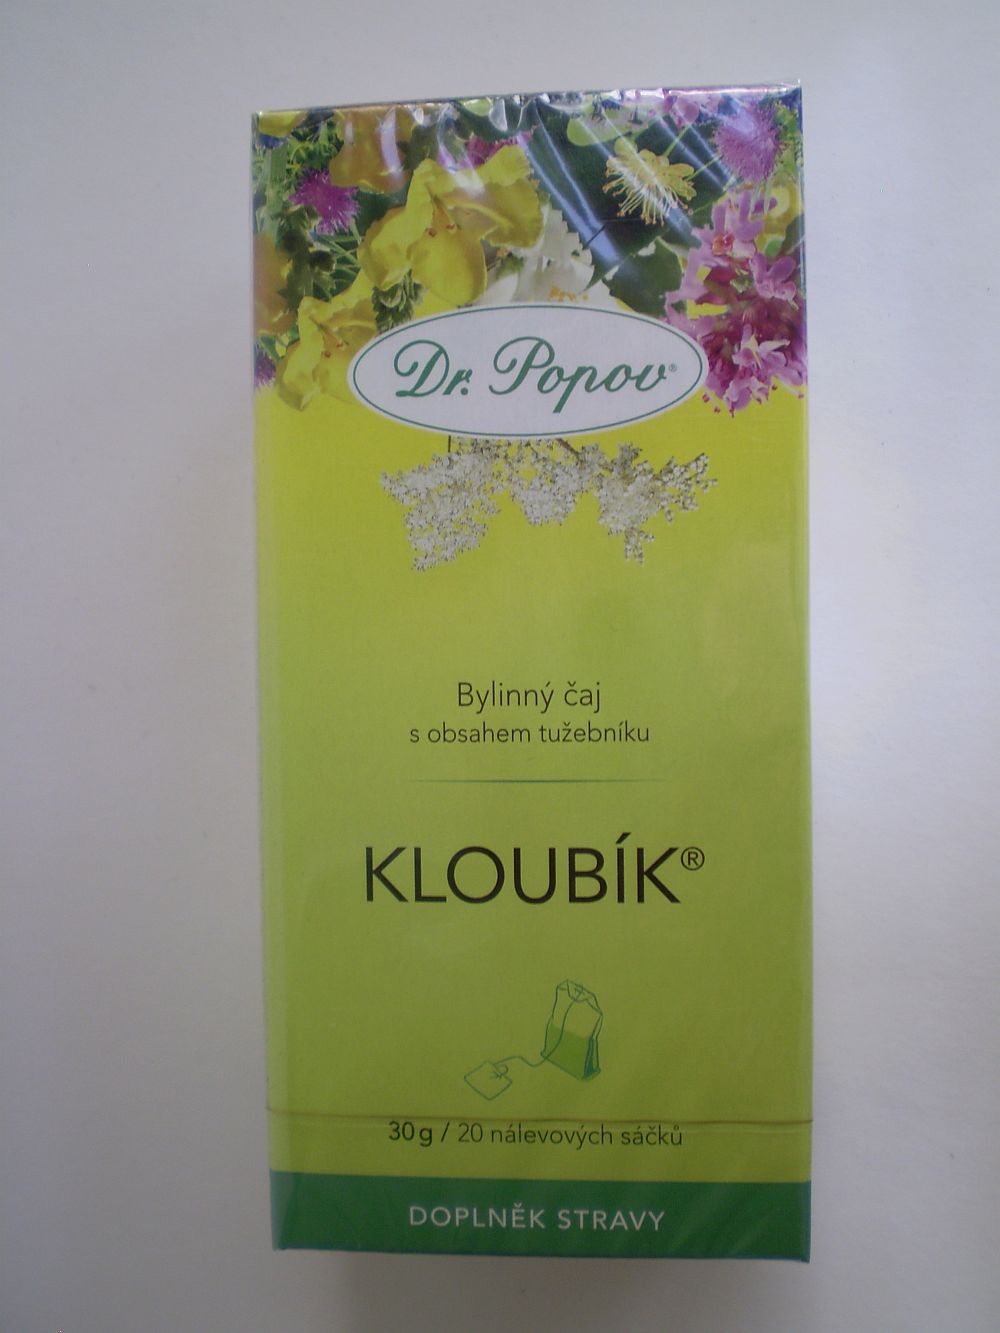 Dr. Popov®
Bylinný čaj
s obsahem tužebníku
KLOUBÍK®
30 g / 20 nálevových sáčků
DOPLNĚK STRAVY